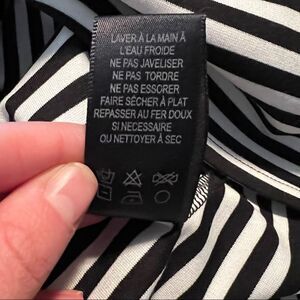 LAVER À LA MAIN À
L'EAU FROIDE
NE PAS JAVELISER
NE PAS TORDRE
NE PAS ESSORER
FAIRE SÉCHER À PLAT
REPASSER AU FER DOUX
SI NECESSAIRE
OU NETTOYER À SEC